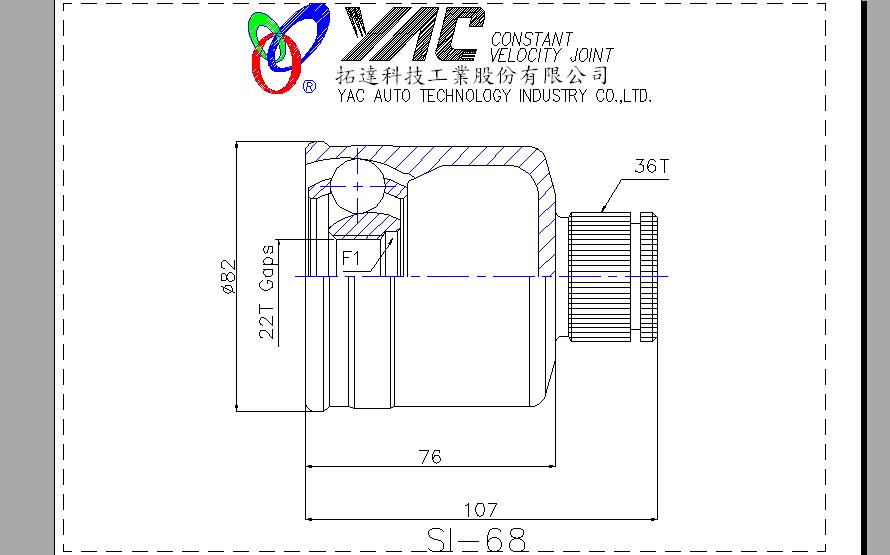 YAC
CONSTANT
VELOCITY JOINT
拓達科技工業股份有限公司
®
YAC AUTO TECHNOLOGY INDUSTRY CO.,LTD.
36T
F1
ø82
22T Gaps
76
107
SI-68